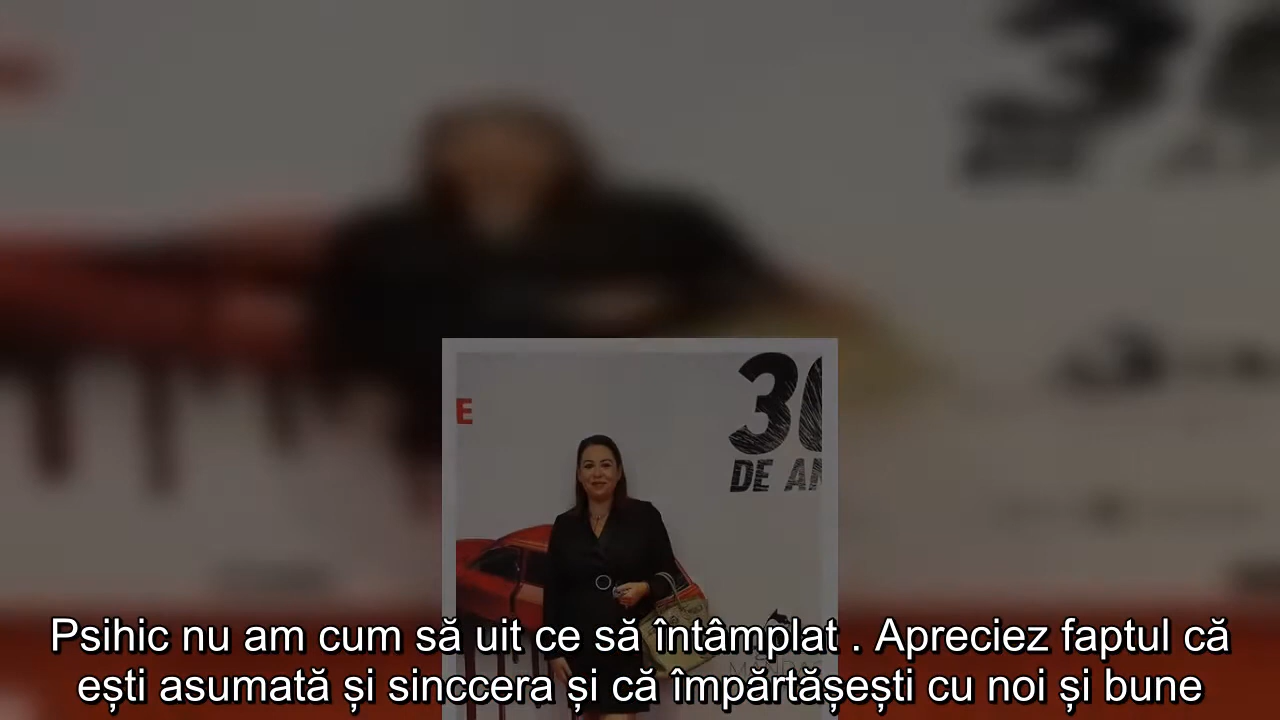 E
30
DE AN
Psihic nu am cum să uit ce să întâmplat . Apreciez faptul că
ești asumată și sinccera și că împărtășești cu noi și bune